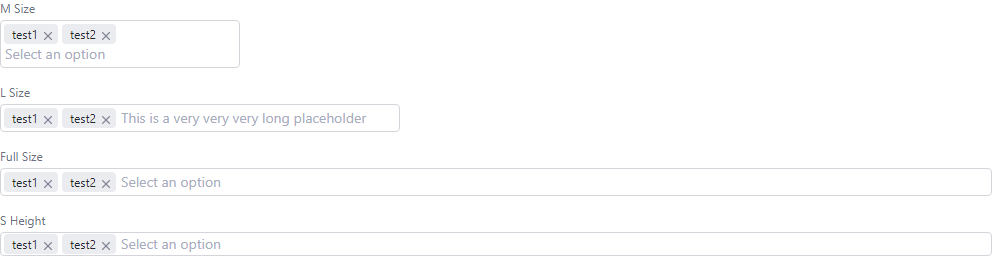 M Size
test1 × test2 ×
Select an option
L Size
test1 × test2 × This is a very very very long placeholder
Full Size
test1 × test2 × Select an option
S Height
test1 × test2 × Select an option